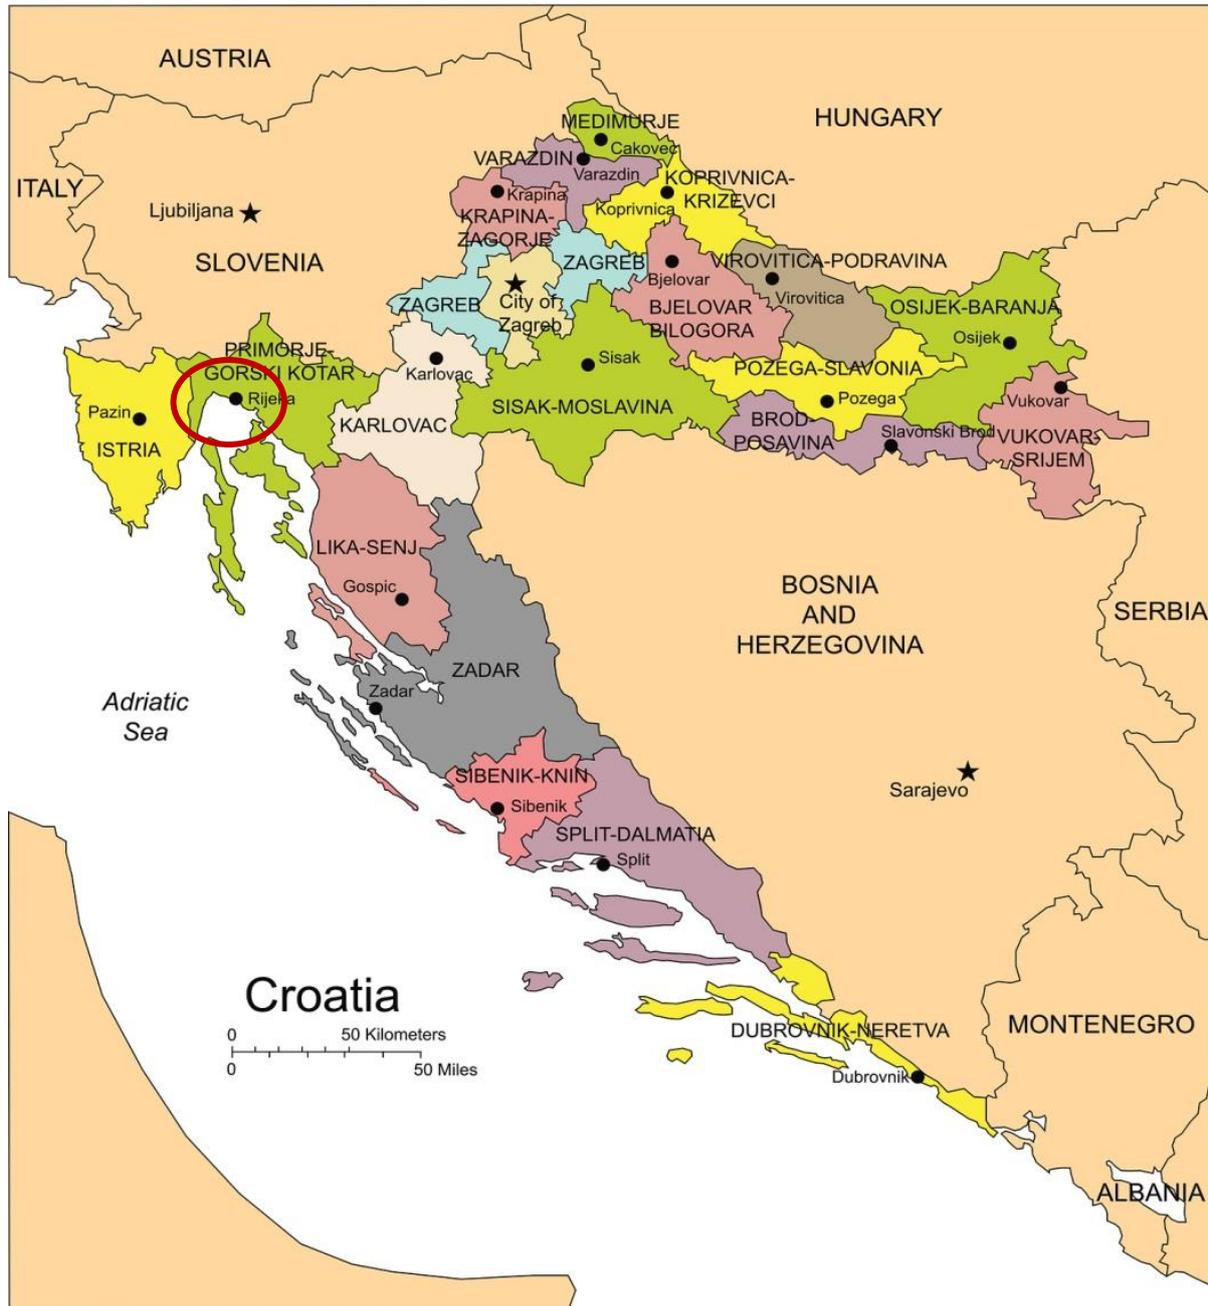 AUSTRIA
HUNGARY
ITALY
Ljubiljana
SLOVENIA
MEDIMURJE
Cakovec
VARAZDIN
Varazdin
Krapina
KRAPINA-
ZAGORJE
KOPRIVNICA-
KRIZEVCI
Koprivnica
ZAGREB
ZAGREB
City of
Zagreb
Bjelovar
BJELOVAR
BILOGORA
VIROVITICA-PODRAVINA
Virovitica
OSIJEK-BARANJA
Osijek
PRIMORJE-
GORSKI KOTAR
Rijeka
Pazin
ISTRIA
Karlovac
KARLOVAC
Sisak
SISAK-MOSLAVINA
POZEGA-SLAVONIA
Pozega
BROD-
POSAVINA
Slavonski Brod
Vukovar
VUKOVAR-
SRIJEM
LIKA-SENJ
Gospic
BOSNIA
AND
HERZEGOVINA
SERBIA
ZADAR
Zadar
Adriatic
Sea
SIBENIK-KNIN
Sibenik
Sarajevo
SPLIT-DALMATIA
Split
Croatia
0 50 Kilometers
0 50 Miles
DUBROVNIK-NERETVA
Dubrovnik
MONTENEGRO
ALBANIA